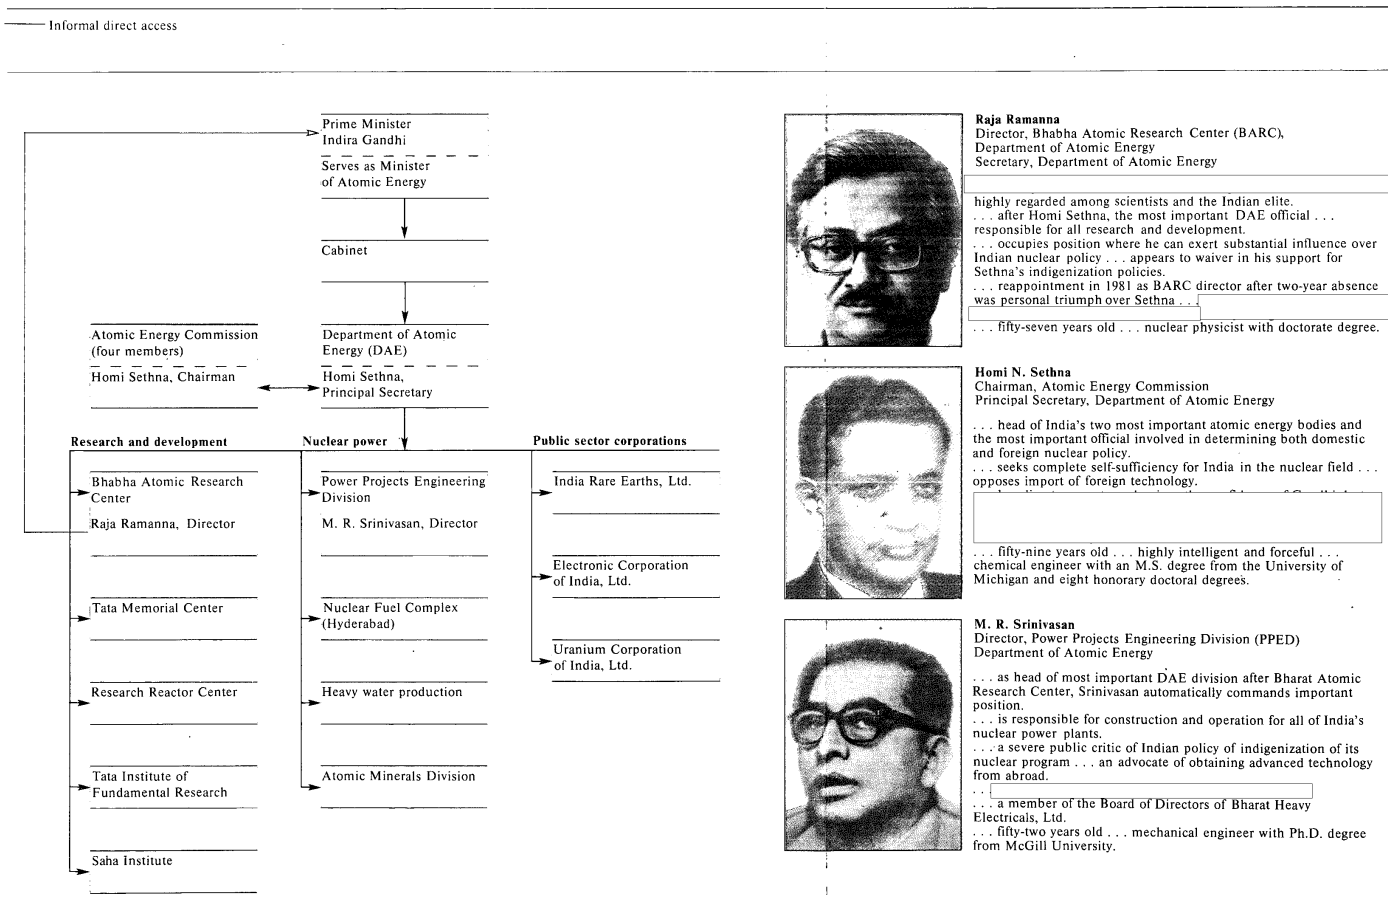 Informal direct access
Prime Minister
Indira Gandhi
Serves as Minister
of Atomic Energy
Cabinet
Atomic Energy Commission
(four members)
Homi Sethna, Chairman
Department of Atomic
Energy (DAE)
Homi Sethna,
Principal Secretary
Research and development
Bhabha Atomic Research
Center
Raja Ramanna, Director
Tata Memorial Center
Research Reactor Center
Tata Institute of
Fundamental Research
Saha Institute
Nuclear power
Power Projects Engineering
Division
M. R. Srinivasan, Director
Nuclear Fuel Complex
(Hyderabad)
Heavy water production
Atomic Minerals Division
Public sector corporations
India Rare Earths, Ltd.
Electronic Corporation
of India, Ltd.
Uranium Corporation
of India, Ltd.
Raja Ramanna
Director, Bhabha Atomic Research Center (BARC),
Department of Atomic Energy
Secretary, Department of Atomic Energy
highly regarded among scientists and the Indian elite.
. . . after Homi Sethna, the most important DAE official . . .
responsible for all research and development.
. . . occupies position where he can exert substantial influence over
Indian nuclear policy . . . appears to waiver in his support for
Sethna's indigenization policies.
. . . reappointment in 1981 as BARC director after two-year absence
was personal triumph over Sethna . . .
. . . fifty-seven years old . . . nuclear physicist with doctorate degree.
Homi N. Sethna
Chairman, Atomic Energy Commission
Principal Secretary, Department of Atomic Energy
. . . head of India's two most important atomic energy bodies and
the most important official involved in determining both domestic
and foreign nuclear policy.
. . . seeks complete self-sufficiency for India in the nuclear field . . .
opposes import of foreign technology.
. . . fifty-nine years old . . . highly intelligent and forceful . . .
chemical engineer with an M.S. degree from the University of
Michigan and eight honorary doctoral degrees.
M. R. Srinivasan
Director, Power Projects Engineering Division (PPED)
Department of Atomic Energy
. . . as head of most important DAE division after Bharat Atomic
Research Center, Srinivasan automatically commands important
position.
. . . is responsible for construction and operation for all of India's
nuclear power plants.
. . . a severe public critic of Indian policy of indigenization of its
nuclear program . . . an advocate of obtaining advanced technology
from abroad.
. . .
. . . a member of the Board of Directors of Bharat Heavy
Electricals, Ltd.
. . . fifty-two years old . . . mechanical engineer with Ph.D. degree
from McGill University.